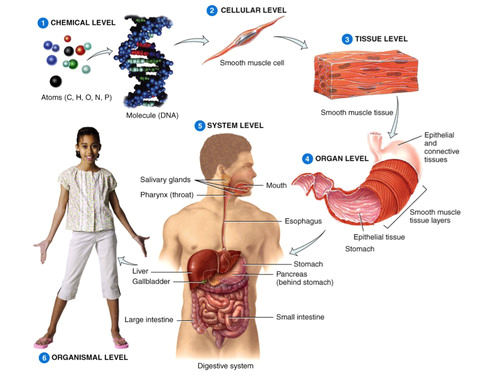 1 CHEMICAL LEVEL
Atoms (C, H, O, N, P)
Molecule (DNA)
2 CELLULAR LEVEL
Smooth muscle cell
3 TISSUE LEVEL
Smooth muscle tissue
4 ORGAN LEVEL
Epithelial
and
connective
tissues
Smooth muscle
tissue layers
Epithelial tissue
Stomach
5 SYSTEM LEVEL
Salivary glands
Mouth
Pharynx (throat)
Esophagus
Liver
Stomach
Gallbladder
Pancreas
(behind stomach)
Large intestine
Small intestine
Digestive system
6 ORGANISMAL LEVEL